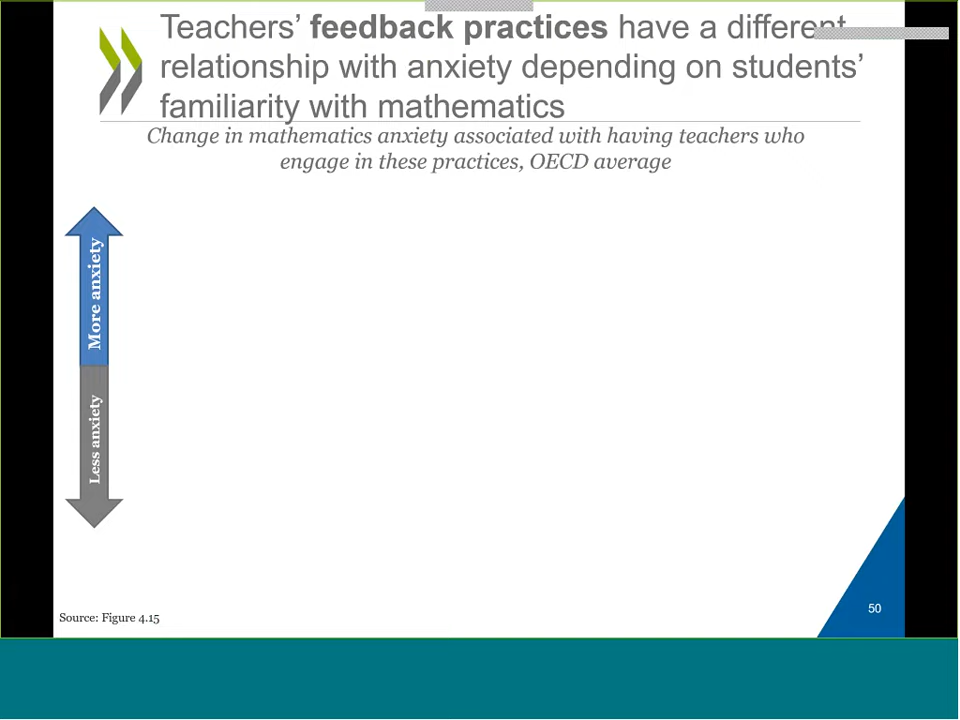 Teachers’ feedback practices have a different
relationship with anxiety depending on students’
familiarity with mathematics
Change in mathematics anxiety associated with having teachers who
engage in these practices, OECD average
More anxiety
Less anxiety
Source: Figure 4.15
50